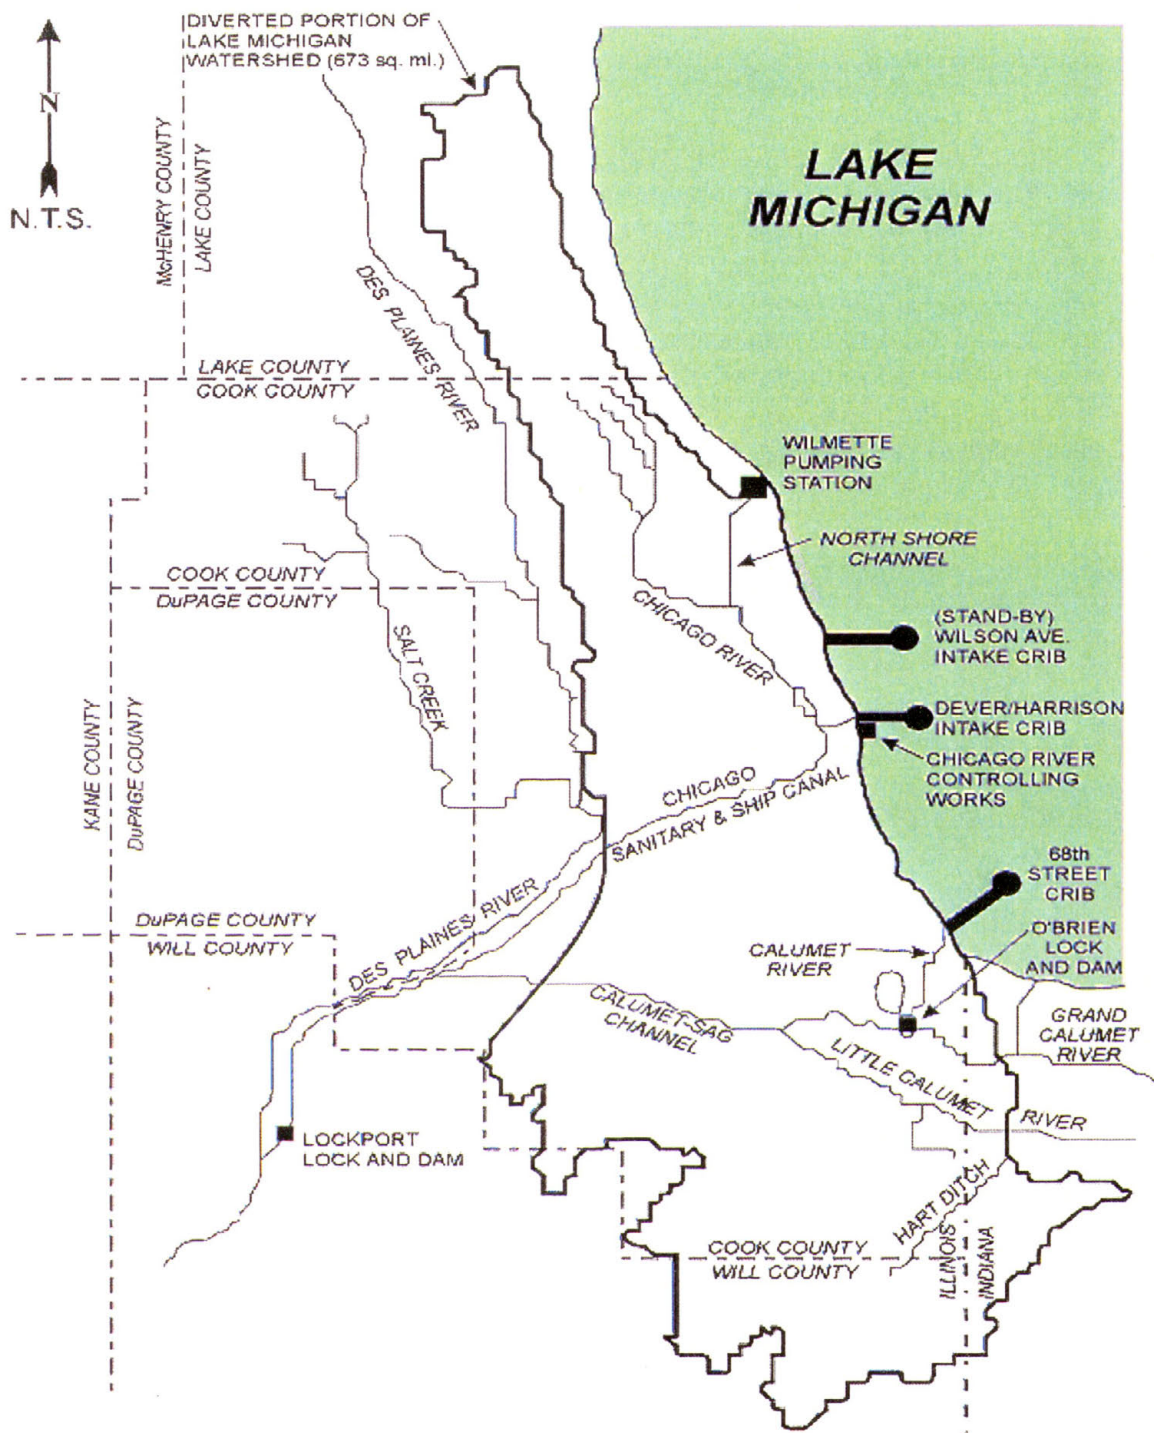 DIVERTED PORTION OF
LAKE MICHIGAN
WATERSHED (673 sq. ml.)
N
N.T.S.
McHENRY COUNTY
LAKE COUNTY
LAKE
MICHIGAN
DES PLAINES RIVER
LAKE COUNTY
COOK COUNTY
WILMETTE
PUMPING
STATION
NORTH SHORE
CHANNEL
COOK COUNTY
DuPAGE COUNTY
CHICAGO RIVER
(STAND-BY)
WILSON AVE.
INTAKE CRIB
SALT CREEK
KANE COUNTY
DuPAGE COUNTY
DEVER/HARRISON
INTAKE CRIB
CHICAGO RIVER
CONTROLLING
WORKS
CHICAGO
SANITARY & SHIP CANAL
68th
STREET
CRIB
DuPAGE COUNTY
WILL COUNTY
DES PLAINES RIVER
CALUMET
RIVER
O'BRIEN
LOCK
AND DAM
CALUMET-SAG
CHANNEL
GRAND
CALUMET
RIVER
LITTLE CALUMET
RIVER
LOCKPORT
LOCK AND DAM
HART DITCH
COOK COUNTY
WILL COUNTY
ILLINOIS
INDIANA